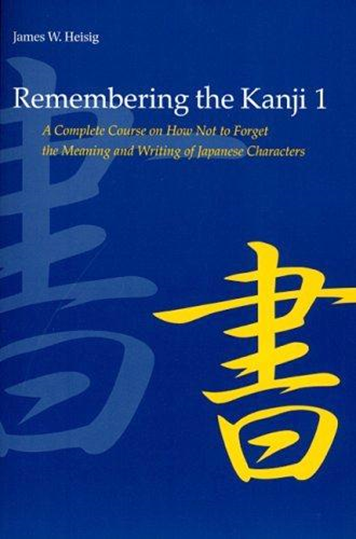 James W. Heisig
Remembering the Kanji 1
A Complete Course on How Not to Forget
the Meaning and Writing of Japanese Characters
書
書